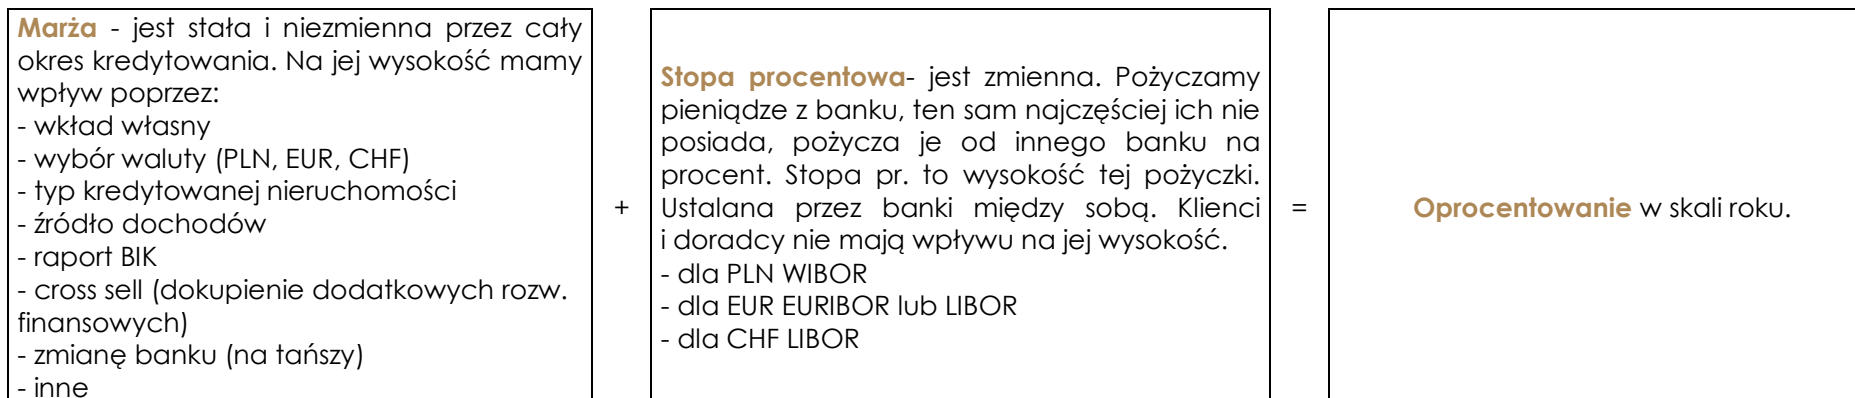 Marża - jest stała i niezmienna przez cały
okres kredytowania. Na jej wysokość mamy
wpływ poprzez:
- wkład własny
- wybór waluty (PLN, EUR, CHF)
- typ kredytowanej nieruchomości
- źródło dochodów
- raport BIK
- cross sell (dokupienie dodatkowych rozw.
finansowych)
- zmianę banku (na tańszy)
- inne
+
Stopa procentowa- jest zmienna. Pożyczamy
pieniądze z banku, ten sam najczęściej ich nie
posiada, pożycza je od innego banku na
procent. Stopa pr. to wysokość tej pożyczki.
Ustalana przez banki między sobą. Klienci
i doradcy nie mają wpływu na jej wysokość.
- dla PLN WIBOR
- dla EUR EURIBOR lub LIBOR
- dla CHF LIBOR
=
Oprocentowanie w skali roku.